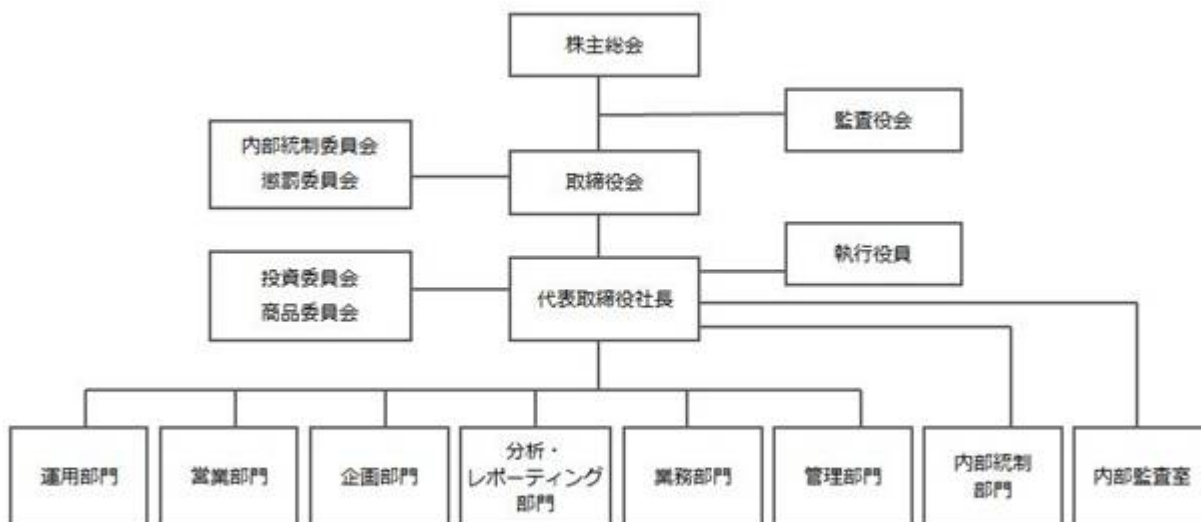 株主総会
監査役会
内部統制委員会
懲罰委員会
取締役会
執行役員
投資委員会
商品委員会
代表取締役社長
運用部門
営業部門
企画部門
分析・
レポーティング
部門
業務部門
管理部門
内部統制
部門
内部監査室